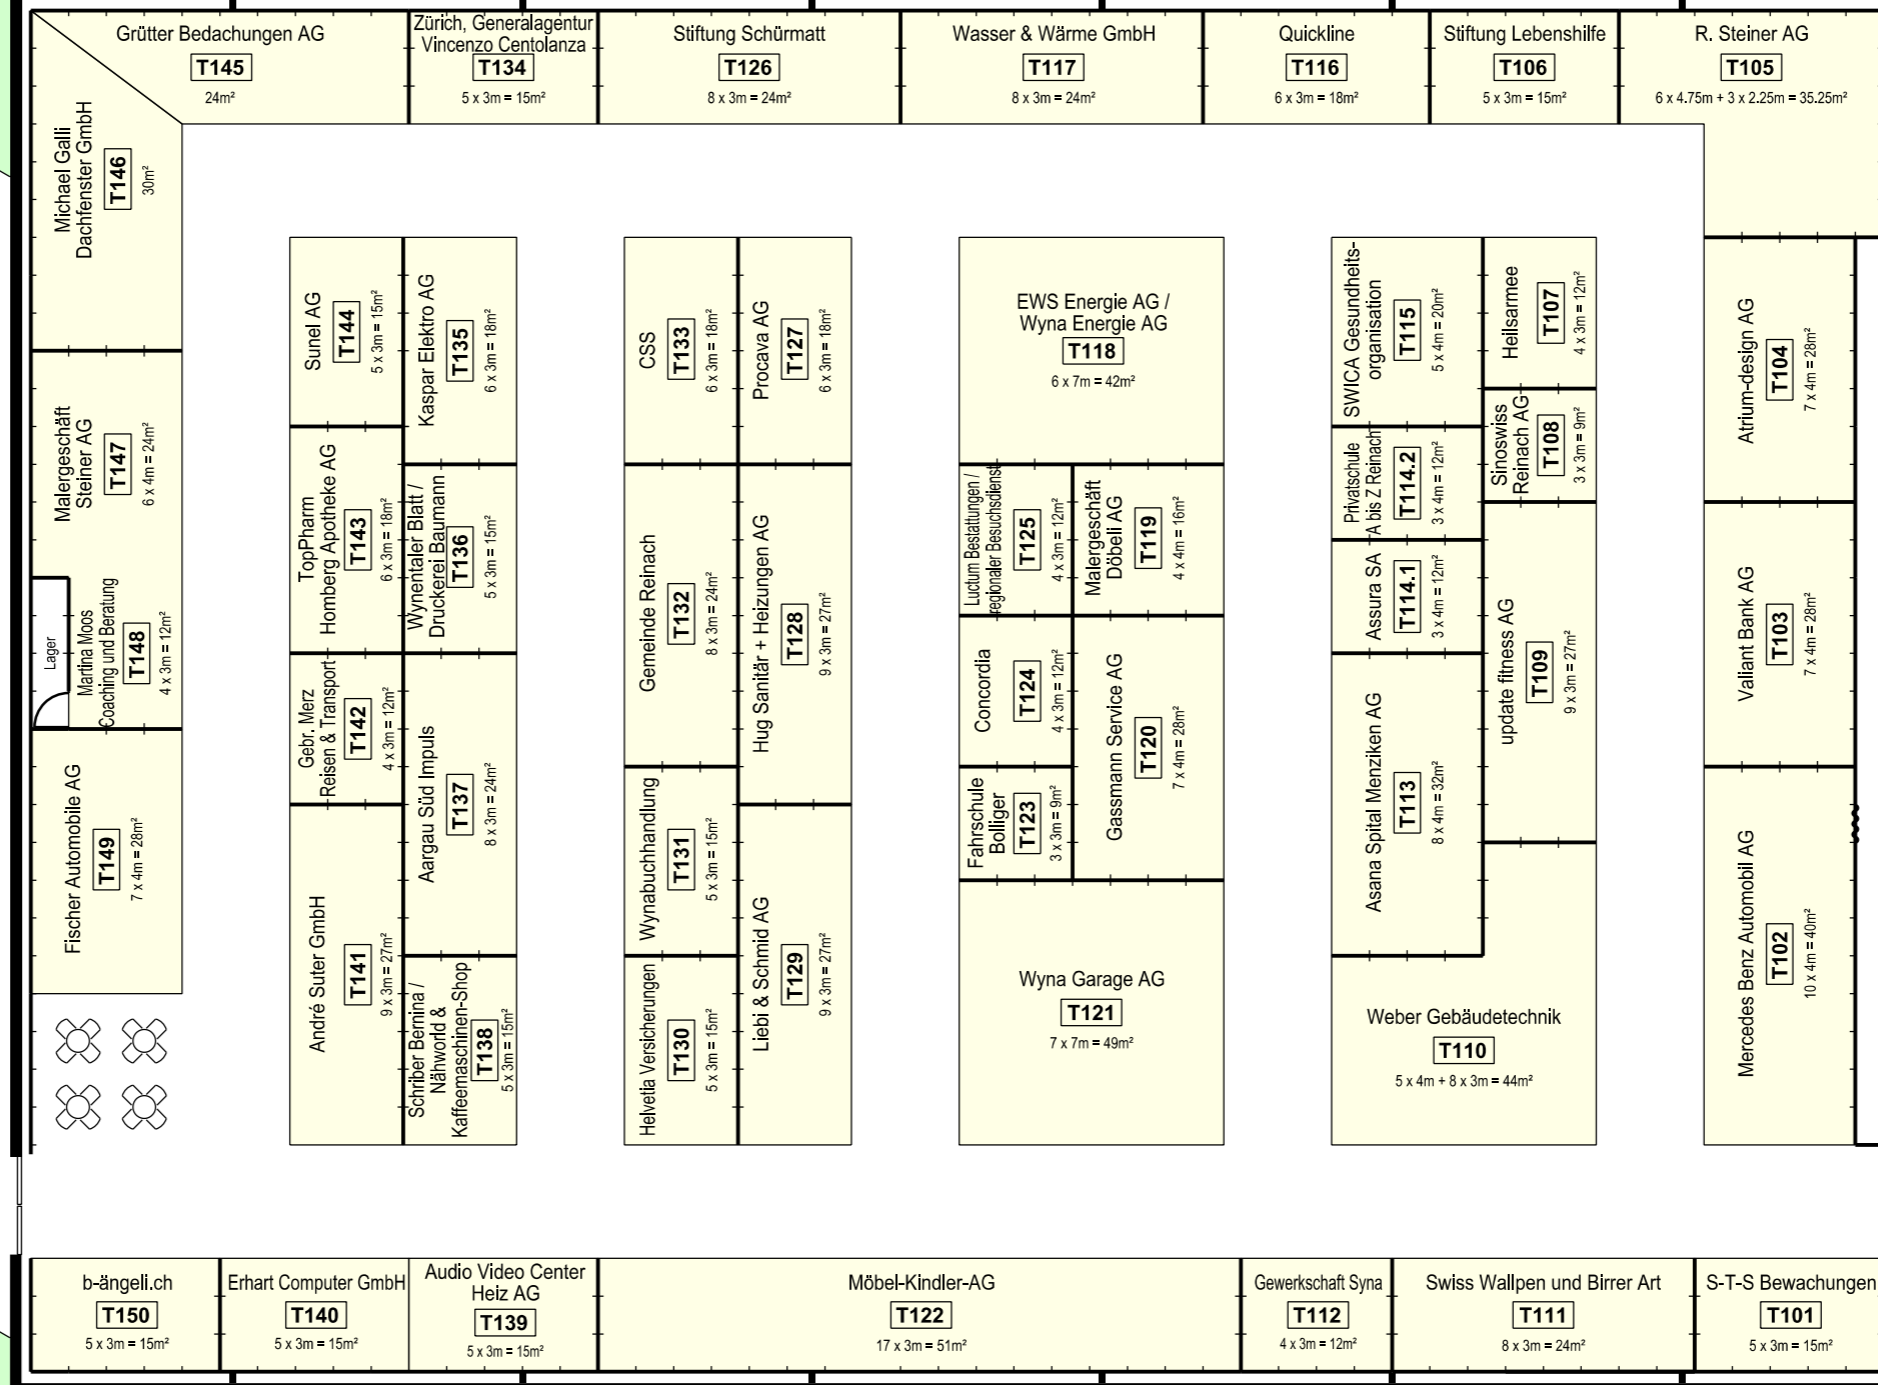 Grütter Bedachungen AG
T145
24m²
Zürich, Generalagentur
Vincenzo Centolanza
T134
5 x 3m = 15m²
Stiftung Schürmatt
T126
8 x 3m = 24m²
Wasser & Wärme GmbH
T117
8 x 3m = 24m²
Quickline
T116
6 x 3m = 18m²
Stiftung Lebenshilfe
T106
5 x 3m = 15m²
R. Steiner AG
T105
6 x 4.75m + 3 x 2.25m = 35.25m²
Michael Galli
Dachfenster GmbH
T146
30m²
Malergeschäft
Steiner AG
T147
6 x 4m = 24m²
Lager
Martina Moos
Coaching und Beratung
T148
4 x 3m = 12m²
Fischer Automobile AG
T149
7 x 4m = 28m²
Sunel AG
T144
5 x 3m = 15m²
TopPharm
Homberg Apotheke AG
T143
6 x 3m = 18m²
Gebr. Merz
Reisen & Transport
T142
4 x 3m = 12m²
André Suter GmbH
T141
9 x 3m = 27m²
Kaspar Elektro AG
T135
6 x 3m = 18m²
Wynentaler Blatt /
Druckerei Baumann
T136
5 x 3m = 15m²
Aargau Süd Impuls
T137
8 x 3m = 24m²
Schriber Bernina /
Nähworld &
Kaffeemaschinen-Shop
T138
5 x 3m = 15m²
CSS
T133
6 x 3m = 18m²
Gemeinde Reinach
T132
8 x 3m = 24m²
Wynabuchhandlung
T131
5 x 3m = 15m²
Helvetia Versicherungen
T130
5 x 3m = 15m²
Procava AG
T127
6 x 3m = 18m²
Hug Sanitär + Heizungen AG
T128
9 x 3m = 27m²
Liebi & Schmid AG
T129
9 x 3m = 27m²
EWS Energie AG /
Wyna Energie AG
T118
6 x 7m = 42m²
Luctum Bestattungen /
regionaler Besuchsdienst
T125
4 x 3m = 12m²
Malergeschäft
Döbeli AG
T119
4 x 4m = 16m²
Concordia
T124
4 x 3m = 12m²
Fahrschule
Bolliger
T123
3 x 3m = 9m²
Gassmann Service AG
T120
7 x 4m = 28m²
Wyna Garage AG
T121
7 x 7m = 49m²
SWICA Gesundheits-
organisation
T115
5 x 4m = 20m²
Privatschule
A bis Z Reinach
T114.2
3 x 4m = 12m²
Assura SA
T114.1
3 x 4m = 12m²
Asana Spital Menziken AG
T113
8 x 4m = 32m²
Heilsarmee
T107
4 x 3m = 12m²
Sinoswiss
Reinach AG
T108
3 x 3m = 9m²
update fitness AG
T109
9 x 3m = 27m²
Weber Gebäudetechnik
T110
5 x 4m + 8 x 3m = 44m²
Atrium-design AG
T104
7 x 4m = 28m²
Valiant Bank AG
T103
7 x 4m = 28m²
Mercedes Benz Automobil AG
T102
10 x 4m = 40m²
b-ängeli.ch
T150
5 x 3m = 15m²
Erhart Computer GmbH
T140
5 x 3m = 15m²
Audio Video Center
Heiz AG
T139
5 x 3m = 15m²
Möbel-Kindler-AG
T122
17 x 3m = 51m²
Gewerkschaft Syna
T112
4 x 3m = 12m²
Swiss Wallpen und Birrer Art
T111
8 x 3m = 24m²
S-T-S Bewachungen
T101
5 x 3m = 15m²